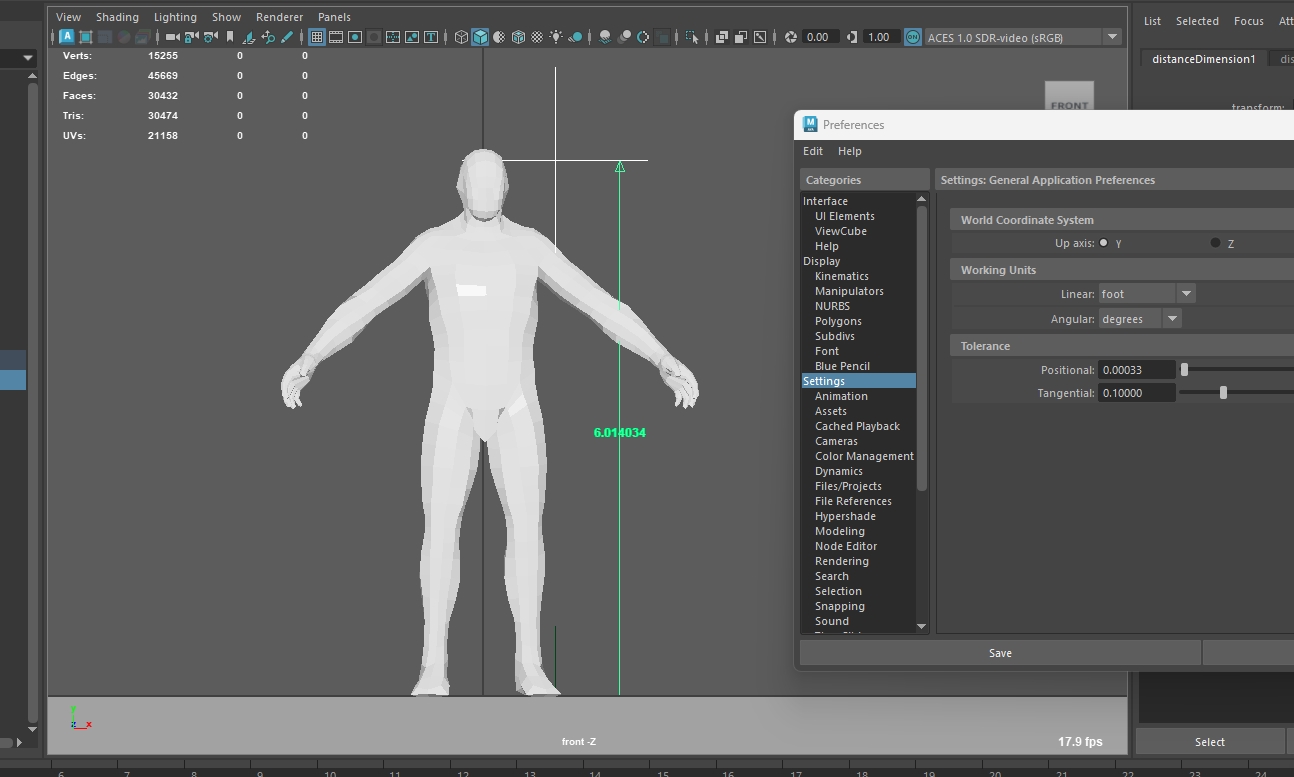 View Shading Lighting Show Renderer Panels
List Selected Focus
A T 0.00 1.00 ON ACES 1.0 SDR-video (sRGB)
Verts: 15255 0 0
distanceDimension1
Edges: 45669 0 0
Faces: 30432 0 0
Tris: 30474 0 0
UVs: 21158 0 0
FRONT
transform:
M Preferences
Edit Help
Categories
Settings: General Application Preferences
Interface
UI Elements
ViewCube
Help
Display
Kinematics
Manipulators
NURBS
Polygons
Subdivs
Font
Blue Pencil
Settings
Animation
Assets
Cached Playback
Cameras
Color Management
Dynamics
Files/Projects
File References
Hypershade
Modeling
Node Editor
Rendering
Search
Selection
Snapping
Sound
World Coordinate System
Up axis: Y Z
Working Units
Linear: foot
Angular: degrees
Tolerance
Positional: 0.00033
Tangential: 0.10000
Save
6.014034
z x
front -Z
17.9 fps
Select
6 7 8 9 10 11 12 13 14 15 16 17 18 19 20 21 22 23 24